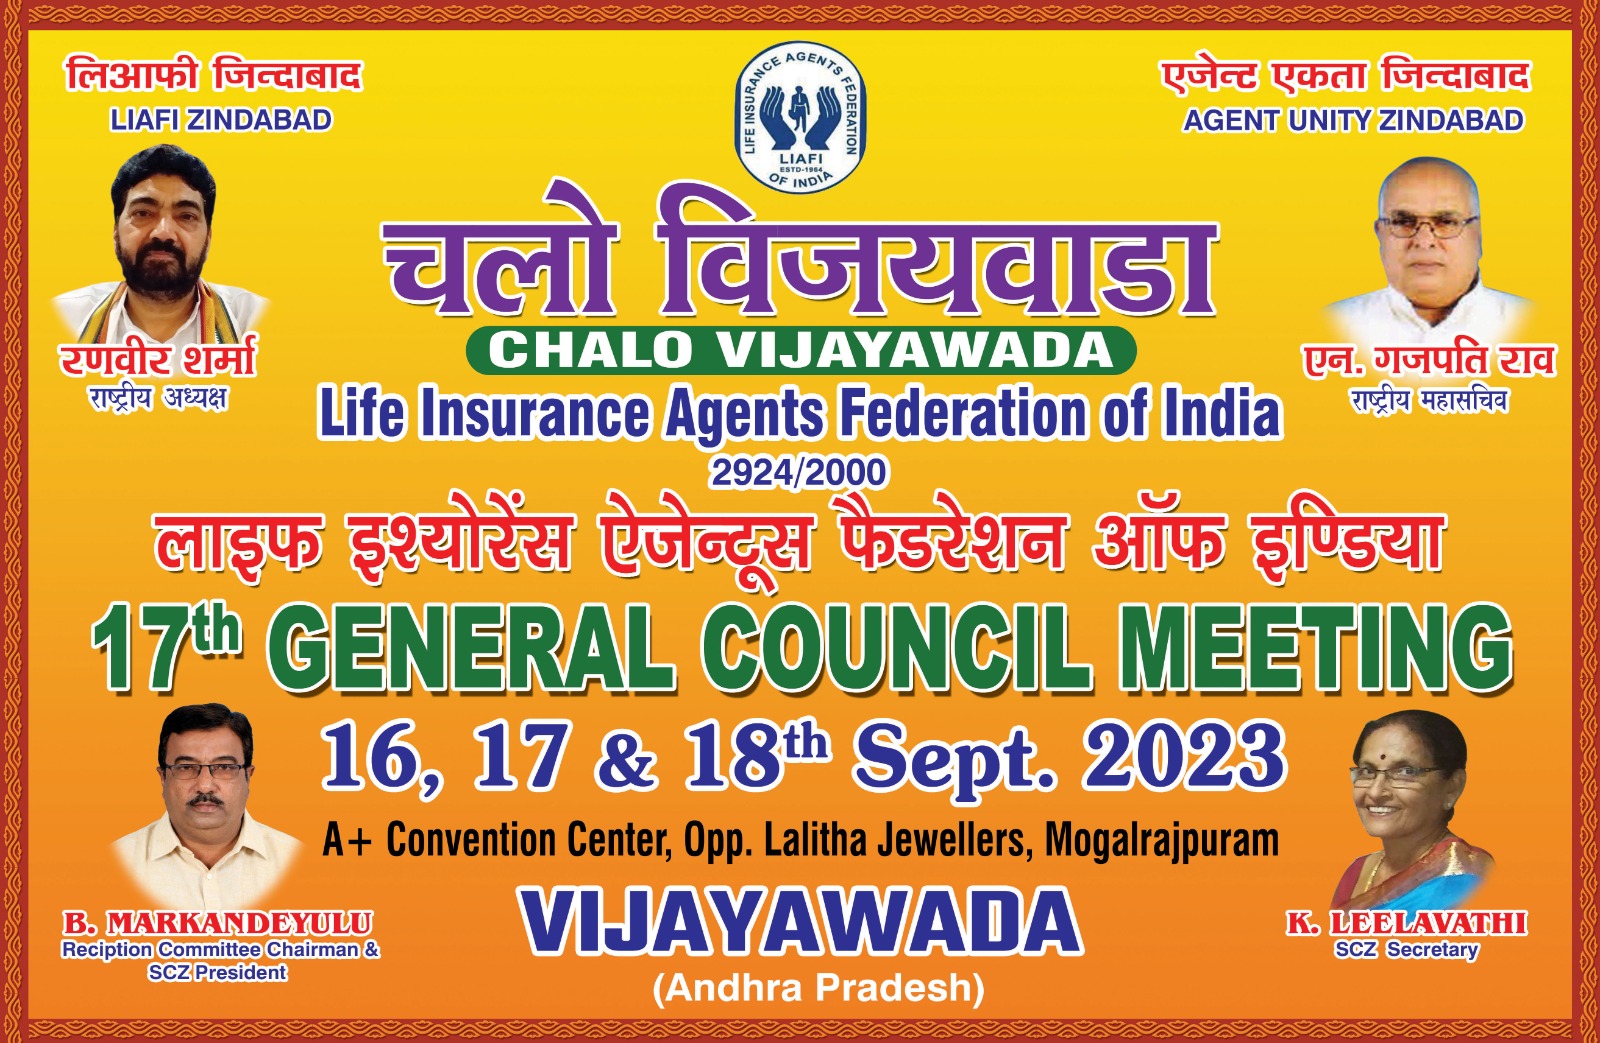 लिआफी जिन्दाबाद
LIAFI ZINDABAD
LIFE INSURANCE AGENTS FEDERATION
LIAFI
ESTD-1964
OF INDIA
एजेन्ट एकता जिन्दाबाद
AGENT UNITY ZINDABAD
चलो विजयवाडा
CHALO VIJAYAWADA
रणवीर शर्मा
राष्ट्रीय अध्यक्ष
एन. गजपति राव
राष्ट्रीय महासचिव
Life Insurance Agents Federation of India
2924/2000
लाइफ इश्योरेंस ऐजेन्टूस फैडरेशन ऑफ इण्डिया
17th GENERAL COUNCIL MEETING
16, 17 & 18th Sept. 2023
A+ Convention Center, Opp. Lalitha Jewellers, Mogalrajpuram
VIJAYAWADA
(Andhra Pradesh)
B. MARKANDEYULU
Reciption Committee Chairman &
SCZ President
K. LEELAVATHI
SCZ Secretary